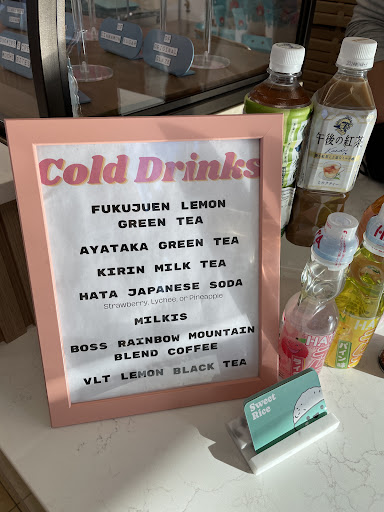 Cold Drinks
FUKUJUEN LEMON
GREEN TEA
AYATAKA GREEN TEA
KIRIN MILK TEA
HATA JAPANESE SODA
Strawberry, Lychee, or Pineapple
MILKIS
BOSS RAINBOW MOUNTAIN
BLEND COFFEE
VLT LEMON BLACK TEA
午後の紅茶
Sweet
Rice